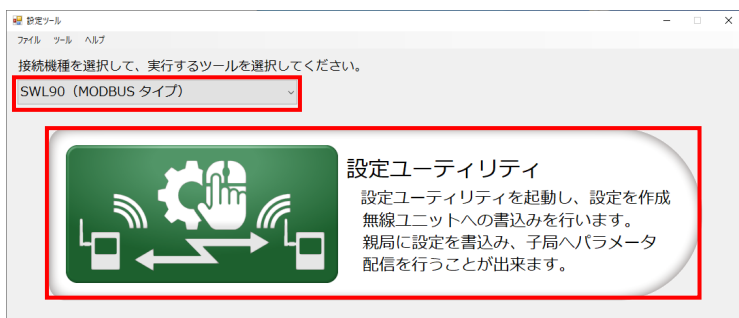 設定ツール
ファイル ツール ヘルプ
接続機種を選択して、実行するツールを選択してください。
SWL90（MODBUS タイプ）
設定ユーティリティ
設定ユーティリティを起動し、設定を作成
無線ユニットへの書込みを行います。
親局に設定を書込み、子局へパラメータ
配信を行うことが出来ます。